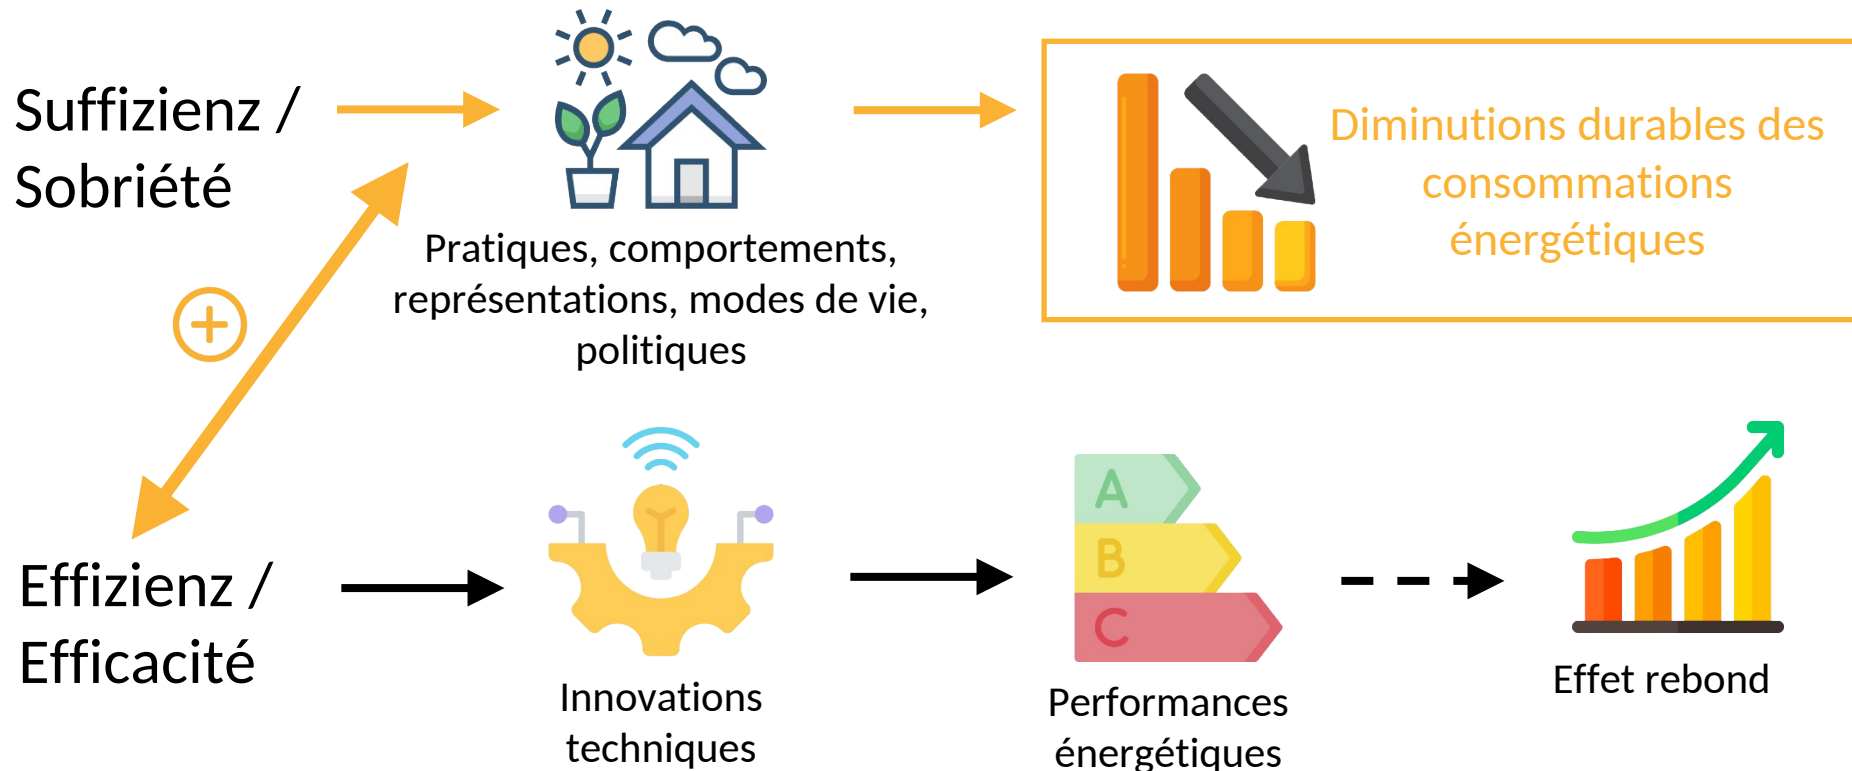 Suffizienz /
Sobriété
Pratiques, comportements,
représentations, modes de vie,
politiques
Diminutions durables des
consommations
énergétiques
Effizienz /
Efficacité
Innovations
techniques
A
B
C
Performances
énergétiques
Effet rebond